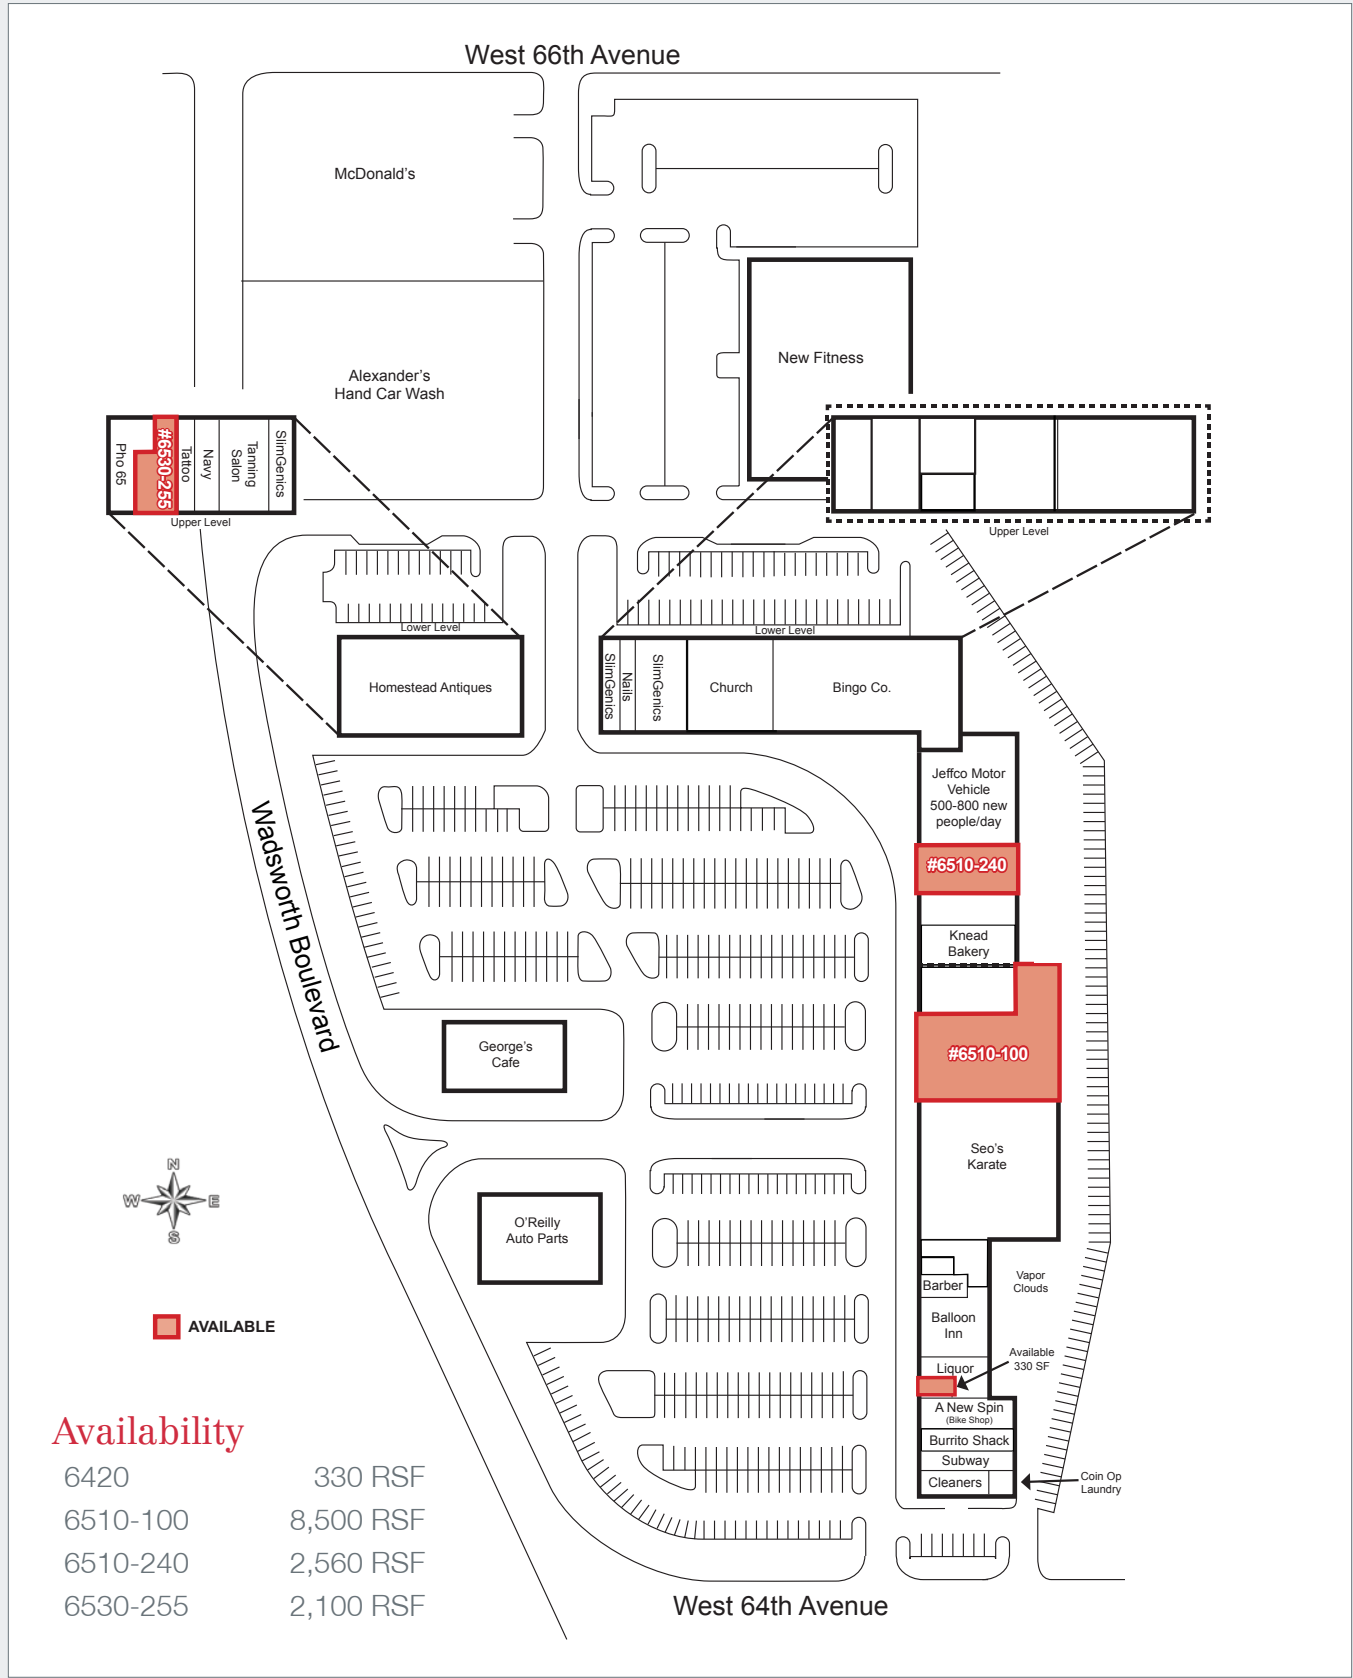 West 66th Avenue
McDonald's
New Fitness
Alexander's
Hand Car Wash
Pho 65
#6530-255
Tattoo
Navy
Tanning
Salon
SlimGenics
Upper Level
Upper Level
Lower Level
Lower Level
Homestead Antiques
SlimGenics
Nails
SlimGenics
Church
Bingo Co.
Jeffco Motor
Vehicle
500-800 new
people/day
Wadsworth Boulevard
#6510-240
Knead
Bakery
George's
Cafe
#6510-100
Seo's
Karate
N
W
E
S
O'Reilly
Auto Parts
Barber
Vapor
Clouds
Balloon
Inn
AVAILABLE
Available
330 SF
Liquor
A New Spin
(Bike Shop)
Burrito Shack
Subway
Cleaners
Coin Op
Laundry
Availability
6420 330 RSF
6510-100 8,500 RSF
6510-240 2,560 RSF
6530-255 2,100 RSF
West 64th Avenue